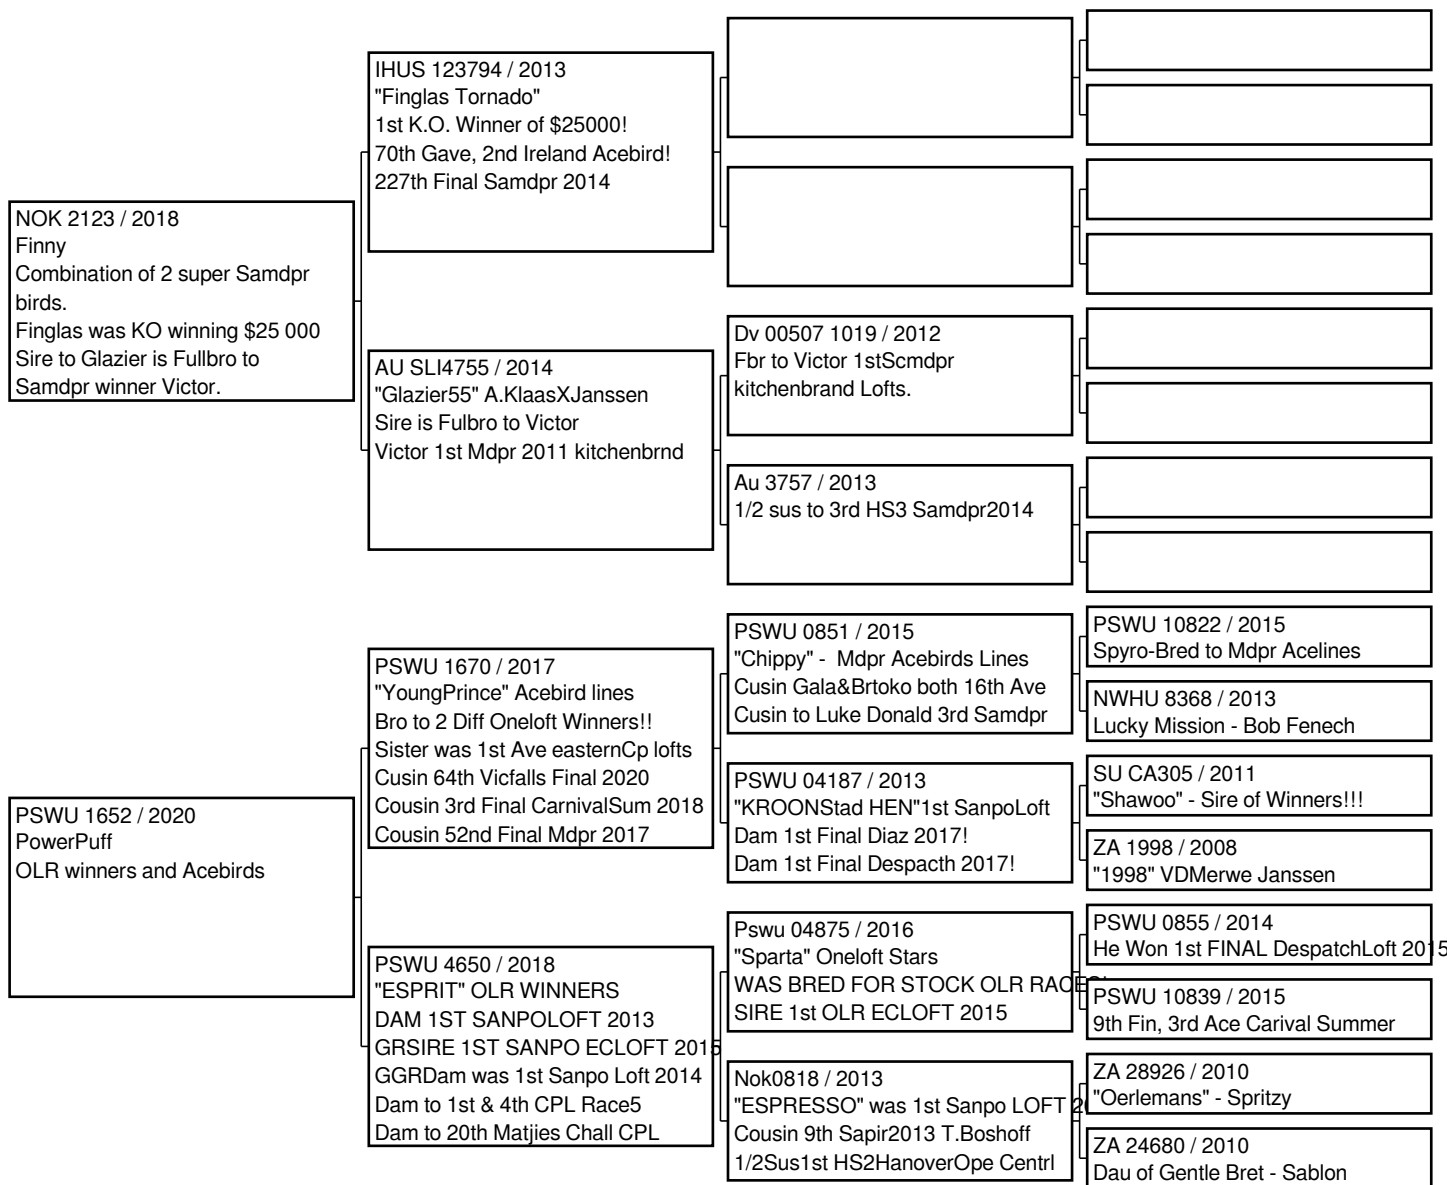 NOK 2123 / 2018
Finny
Combination of 2 super Samdpr
birds.
Finglas was KO winning $25 000
Sire to Glazier is Fullbro to
Samdpr winner Victor.
PSWU 1652 / 2020
PowerPuff
OLR winners and Acebirds
IHUS 123794 / 2013
"Finglas Tornado"
1st K.O. Winner of $25000!
70th Gave, 2nd Ireland Acebird!
227th Final Samdpr 2014
AU SLI4755 / 2014
"Glazier55" A.KlaasXJanssen
Sire is Fulbro to Victor
Victor 1st Mdpr 2011 kitchenbrnd
PSWU 1670 / 2017
"YoungPrince" Acebird lines
Bro to 2 Diff Oneloft Winners!!
Sister was 1st Ave easternCp lofts
Cusin 64th Vicfalls Final 2020
Cousin 3rd Final CarnivalSum 2018
Cousin 52nd Final Mdpr 2017
PSWU 4650 / 2018
"ESPRIT" OLR WINNERS
DAM 1ST SANPOLOFT 2013
GRSIRE 1ST SANPO ECLOFT 2015
GGRDam was 1st Sanpo Loft 2014
Dam to 1st & 4th CPL Race5
Dam to 20th Matjies Chall CPL
Dv 00507 1019 / 2012
Fbr to Victor 1stScmdpr
kitchenbrand Lofts.
Au 3757 / 2013
1/2 sus to 3rd HS3 Samdpr2014
PSWU 0851 / 2015
"Chippy" -  Mdpr Acebirds Lines
Cusin Gala&Brtoko both 16th Ave
Cusin to Luke Donald 3rd Samdpr
PSWU 04187 / 2013
"KROONStad HEN"1st SanpoLoft
Dam 1st Final Diaz 2017!
Dam 1st Final Despacth 2017!
Pswu 04875 / 2016
"Sparta" Oneloft Stars
WAS BRED FOR STOCK OLR
SIRE 1st OLR ECLOFT 2015
Nok0818 / 2013
"ESPRESSO" was 1st Sanpo LOFT
Cousin 9th Sapir2013 T.Boshoff
1/2Sus1st HS2HanoverOpe Centrl
PSWU 10822 / 2015
Spyro-Bred to Mdpr Acelines
NWHU 8368 / 2013
Lucky Mission - Bob Fenech
SU CA305 / 2011
"Shawoo" - Sire of Winners!!!
ZA 1998 / 2008
"1998" VDMerwe Janssen
PSWU 0855 / 2014
He Won 1st FINAL DespatchLoft 2015
PSWU 10839 / 2015
9th Fin, 3rd Ace Carival Summer
ZA 28926 / 2010
"Oerlemans" - Spritzy
ZA 24680 / 2010
Dau of Gentle Bret - Sablon